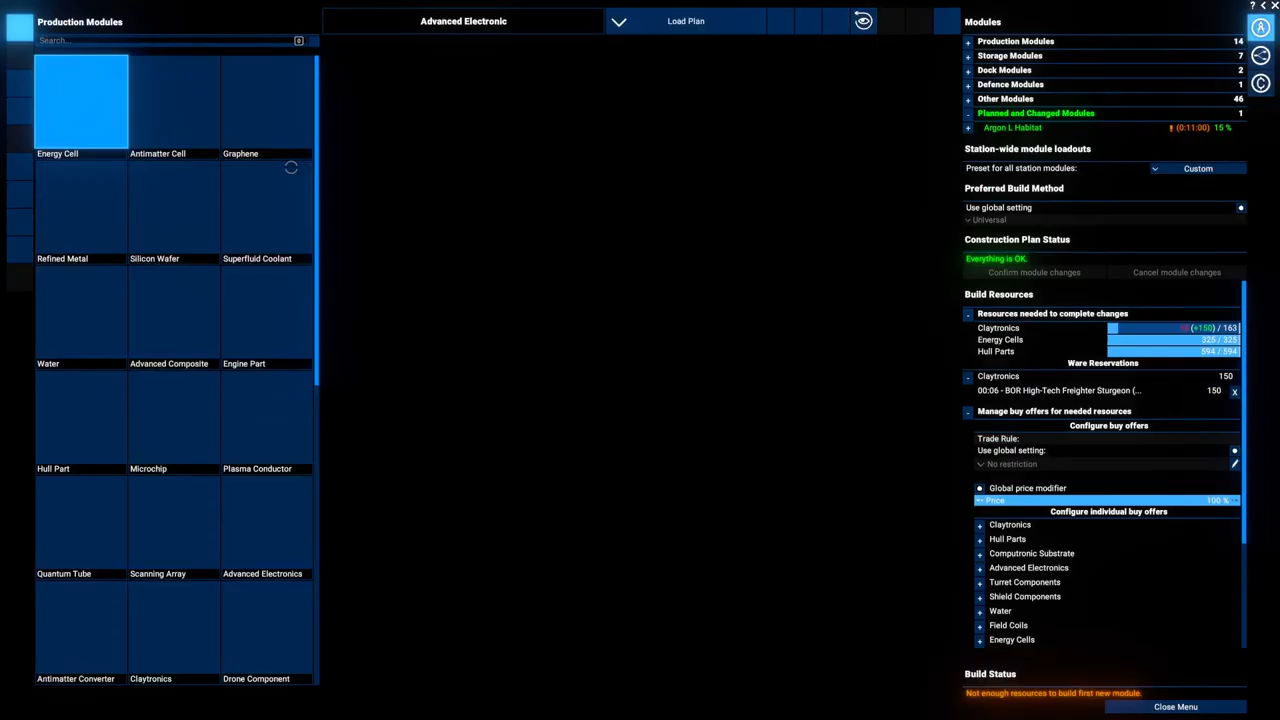 Production Modules
Search...
0
Energy Cell
Antimatter Cell
Graphene
Refined Metal
Silicon Wafer
Superfluid Coolant
Water
Advanced Composite
Engine Part
Hull Part
Microchip
Plasma Conductor
Quantum Tube
Scanning Array
Advanced Electronics
Antimatter Converter
Claytronics
Drone Component
Advanced Electronic
Load Plan
? < X
Modules
+ Production Modules 14
+ Storage Modules 7
+ Dock Modules 2
+ Defence Modules 1
+ Other Modules 46
- Planned and Changed Modules 1
+ Argon L Habitat ! (0:11:00) 15 %
Station-wide module loadouts
Preset for all station modules: Custom
Preferred Build Method
Use global setting
Universal
Construction Plan Status
Everything is OK.
Confirm module changes Cancel module changes
Build Resources
- Resources needed to complete changes
Claytronics (+150) / 163
Energy Cells 325 / 325
Hull Parts 594 / 594
Ware Reservations
- Claytronics 150
00:06 - BOR High-Tech Freighter Sturgeon (... 150 X
- Manage buy offers for needed resources
Configure buy offers
Trade Rule:
Use global setting:
No restriction
Global price modifier
Price 100 %
Configure individual buy offers
+ Claytronics
+ Hull Parts
+ Computronic Substrate
+ Advanced Electronics
+ Turret Components
+ Shield Components
+ Water
+ Field Coils
+ Energy Cells
Build Status
Not enough resources to build first new module.
Close Menu